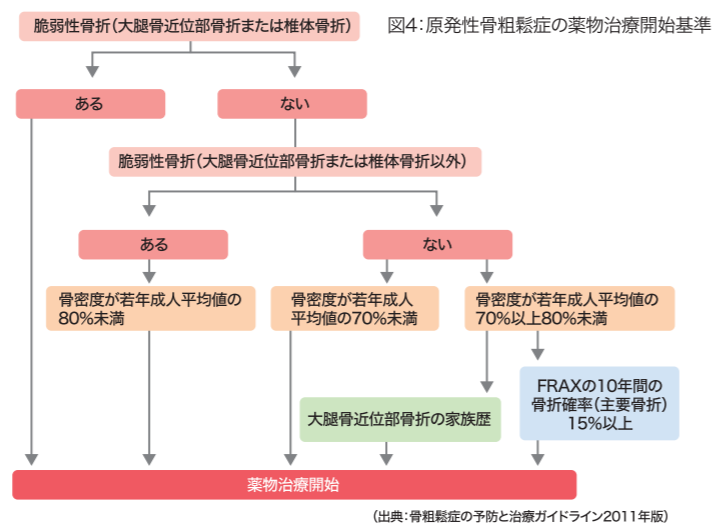 図4:原発性骨粗鬆症の薬物治療開始基準
脆弱性骨折(大腿骨近位部骨折または椎体骨折)
ある
ない
脆弱性骨折(大腿骨近位部骨折または椎体骨折以外)
ある
ない
骨密度が若年成人平均値の
80%未満
骨密度が若年成人
平均値の70%未満
骨密度が若年成人平均値の
70%以上80%未満
FRAXの10年間の
骨折確率(主要骨折)
15%以上
大腿骨近位部骨折の家族歴
薬物治療開始
(出典:骨粗鬆症の予防と治療ガイドライン2011年版)